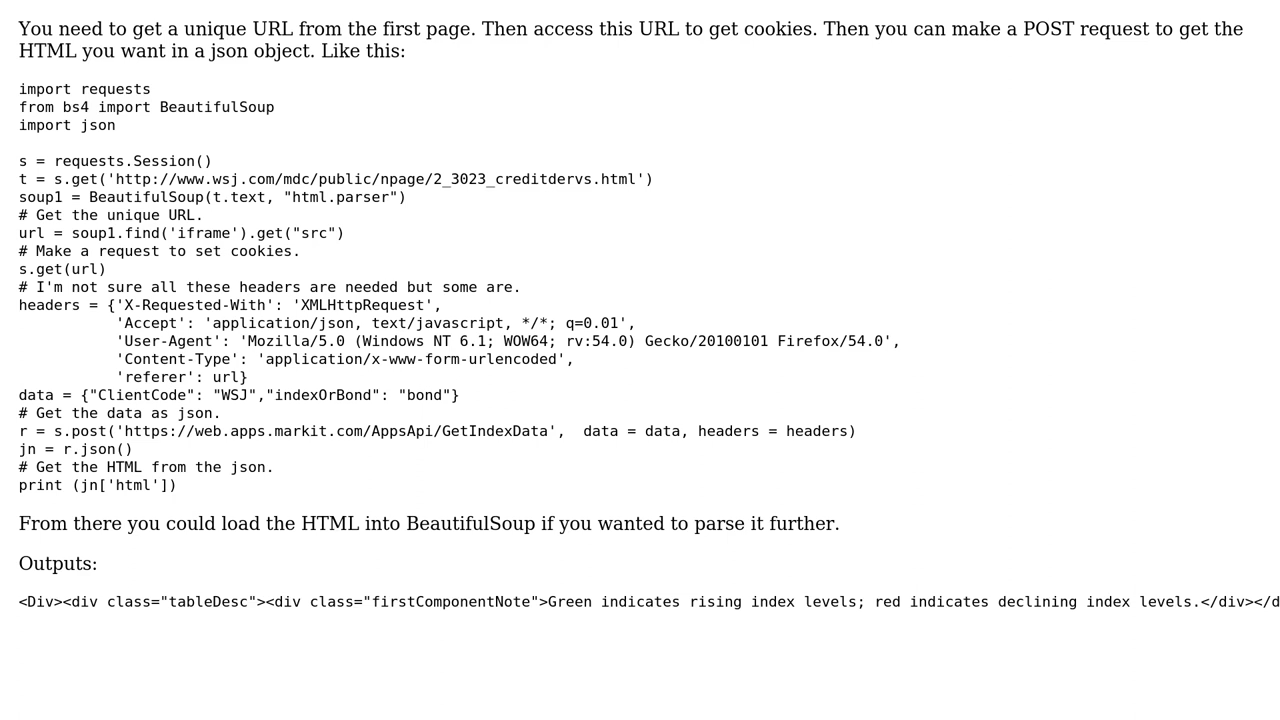 You need to get a unique URL from the first page. Then access this URL to get cookies. Then you can make a POST request to get the
HTML you want in a json object. Like this:
import requests
from bs4 import BeautifulSoup
import json
s = requests.Session()
t = s.get('http://www.wsj.com/mdc/public/npage/2_3023_creditdervs.html')
soup1 = BeautifulSoup(t.text, "html.parser")
# Get the unique URL.
url = soup1.find('iframe').get("src")
# Make a request to set cookies.
s.get(url)
# I'm not sure all these headers are needed but some are.
headers = {'X-Requested-With': 'XMLHttpRequest',
           'Accept': 'application/json, text/javascript, */*; q=0.01',
           'User-Agent': 'Mozilla/5.0 (Windows NT 6.1; WOW64; rv:54.0) Gecko/20100101 Firefox/54.0',
           'Content-Type': 'application/x-www-form-urlencoded',
           'referer': url}
data = {"ClientCode": "WSJ","indexOrBond": "bond"}
# Get the data as json.
r = s.post('https://web.apps.markit.com/AppsApi/GetIndexData',  data = data, headers = headers)
jn = r.json()
# Get the HTML from the json.
print (jn['html'])
From there you could load the HTML into BeautifulSoup if you wanted to parse it further.
Outputs:
<Div><div class="tableDesc"><div class="firstComponentNote">Green indicates rising index levels; red indicates declining index levels.</div></d